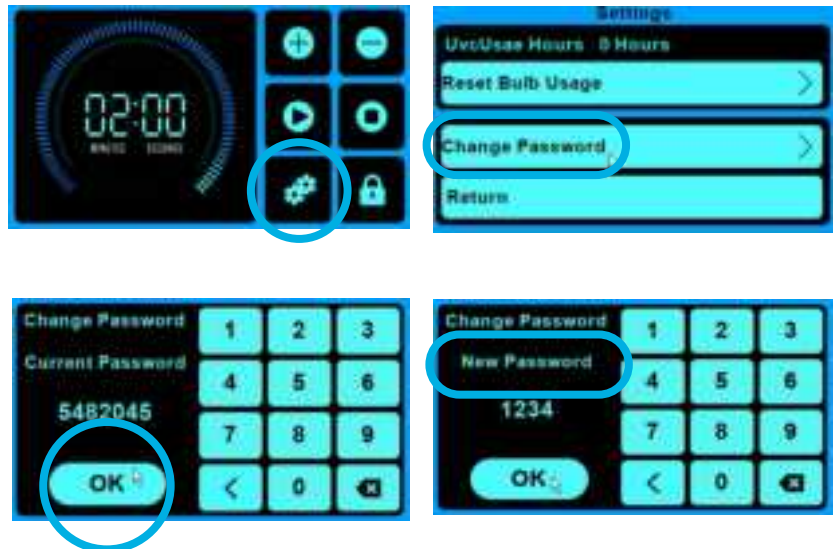 02:00
MINUTES SECONDS
Settings
UvcUsae Hours 0 Hours
Reset Bulb Usage
Change Password
Return
Change Password
Current Password
5482045
OK
1 2 3
4 5 6
7 8 9
< 0
Change Password
New Password
1234
OK
1 2 3
4 5 6
7 8 9
< 0